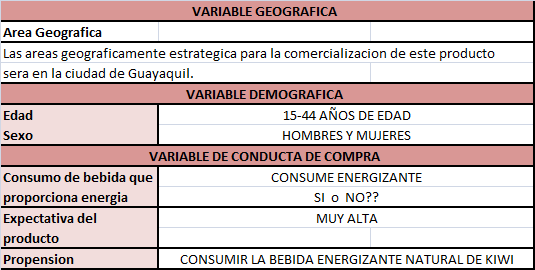 VARIABLE GEOGRAFICA
Area Geografica
Las areas geograficamente estrategica para la comercializacion de este producto
sera en la ciudad de Guayaquil.
VARIABLE DEMOGRAFICA
Edad 15-44 AÑOS DE EDAD
Sexo HOMBRES Y MUJERES
VARIABLE DE CONDUCTA DE COMPRA
Consumo de bebida que CONSUME ENERGIZANTE
proporciona energia SI o NO??
Expectativa del MUY ALTA
producto
Propension CONSUMIR LA BEBIDA ENERGIZANTE NATURAL DE KIWI